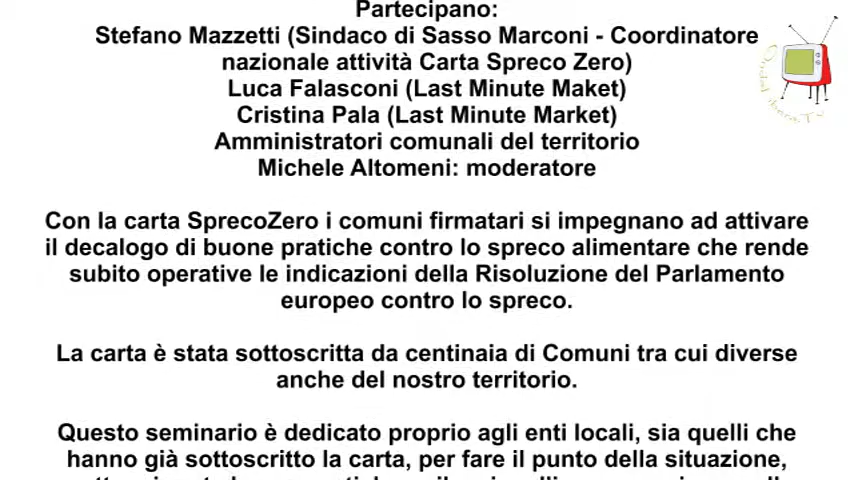 Partecipano:
Stefano Mazzetti (Sindaco di Sasso Marconi - Coordinatore
nazionale attività Carta Spreco Zero)
Luca Falasconi (Last Minute Maket)
Cristina Pala (Last Minute Market)
Amministratori comunali del territorio
Michele Altomeni: moderatore
Con la carta SprecoZero i comuni firmatari si impegnano ad attivare
il decalogo di buone pratiche contro lo spreco alimentare che rende
subito operative le indicazioni della Risoluzione del Parlamento
europeo contro lo spreco.
La carta è stata sottoscritta da centinaia di Comuni tra cui diverse
anche del nostro territorio.
Questo seminario è dedicato proprio agli enti locali, sia quelli che
hanno già sottoscritto la carta, per fare il punto della situazione,